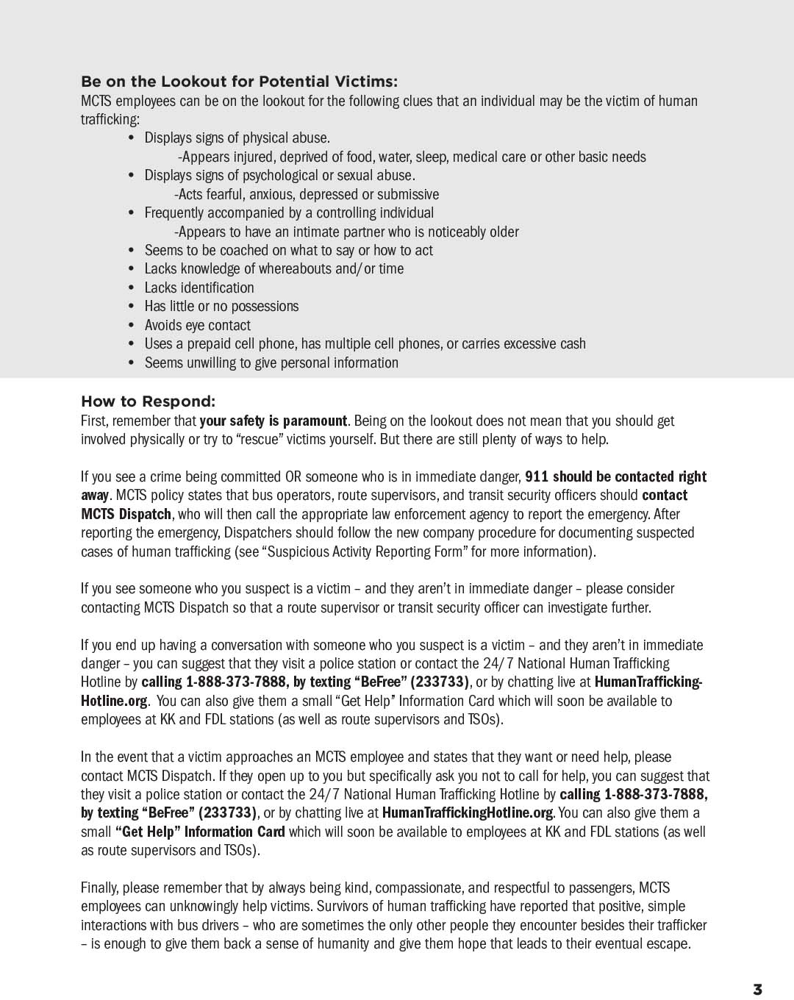 Be on the Lookout for Potential Victims:
MCTS employees can be on the lookout for the following clues that an individual may be the victim of human
trafficking:
• Displays signs of physical abuse.
-Appears injured, deprived of food, water, sleep, medical care or other basic needs
• Displays signs of psychological or sexual abuse.
-Acts fearful, anxious, depressed or submissive
• Frequently accompanied by a controlling individual
-Appears to have an intimate partner who is noticeably older
• Seems to be coached on what to say or how to act
• Lacks knowledge of whereabouts and/or time
• Lacks identification
• Has little or no possessions
• Avoids eye contact
• Uses a prepaid cell phone, has multiple cell phones, or carries excessive cash
• Seems unwilling to give personal information
How to Respond:
First, remember that your safety is paramount. Being on the lookout does not mean that you should get
involved physically or try to “rescue” victims yourself. But there are still plenty of ways to help.
If you see a crime being committed OR someone who is in immediate danger, 911 should be contacted right
away. MCTS policy states that bus operators, route supervisors, and transit security officers should contact
MCTS Dispatch, who will then call the appropriate law enforcement agency to report the emergency. After
reporting the emergency, Dispatchers should follow the new company procedure for documenting suspected
cases of human trafficking (see “Suspicious Activity Reporting Form” for more information).
If you see someone who you suspect is a victim – and they aren’t in immediate danger – please consider
contacting MCTS Dispatch so that a route supervisor or transit security officer can investigate further.
If you end up having a conversation with someone who you suspect is a victim – and they aren’t in immediate
danger – you can suggest that they visit a police station or contact the 24/7 National Human Trafficking
Hotline by calling 1-888-373-7888, by texting “BeFree” (233733), or by chatting live at HumanTrafficking-
Hotline.org. You can also give them a small “Get Help” Information Card which will soon be available to
employees at KK and FDL stations (as well as route supervisors and TSOs).
In the event that a victim approaches an MCTS employee and states that they want or need help, please
contact MCTS Dispatch. If they open up to you but specifically ask you not to call for help, you can suggest that
they visit a police station or contact the 24/7 National Human Trafficking Hotline by calling 1-888-373-7888,
by texting “BeFree” (233733), or by chatting live at HumanTraffickingHotline.org. You can also give them a
small “Get Help” Information Card which will soon be available to employees at KK and FDL stations (as well
as route supervisors and TSOs).
Finally, please remember that by always being kind, compassionate, and respectful to passengers, MCTS
employees can unknowingly help victims. Survivors of human trafficking have reported that positive, simple
interactions with bus drivers – who are sometimes the only other people they encounter besides their trafficker
– is enough to give them back a sense of humanity and give them hope that leads to their eventual escape.
3